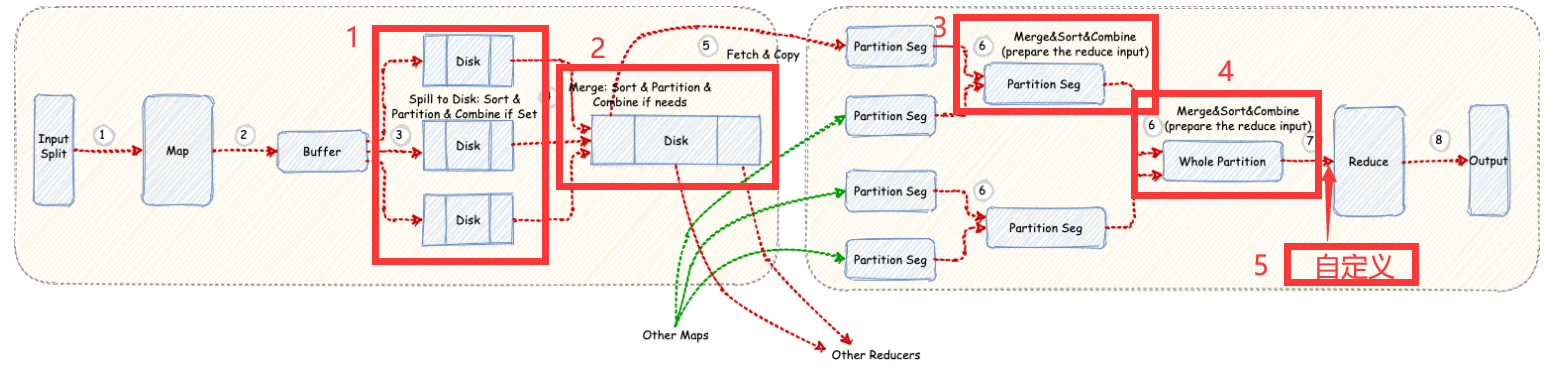 1
2
3
4
5
自定义
Input
Split
1
Map
2
Buffer
3
Disk
Spill to Disk: Sort &
Partition & Combine if Set
Disk
Disk
Merge: Sort & Partition &
Combine if needs
Disk
5
Fetch & Copy
Other Maps
Other Reducers
Partition Seg
Partition Seg
Partition Seg
Partition Seg
6
Merge&Sort&Combine
(prepare the reduce input)
Partition Seg
6
Partition Seg
Merge&Sort&Combine
(prepare the reduce input)
6
Whole Partition
7
Reduce
8
Output